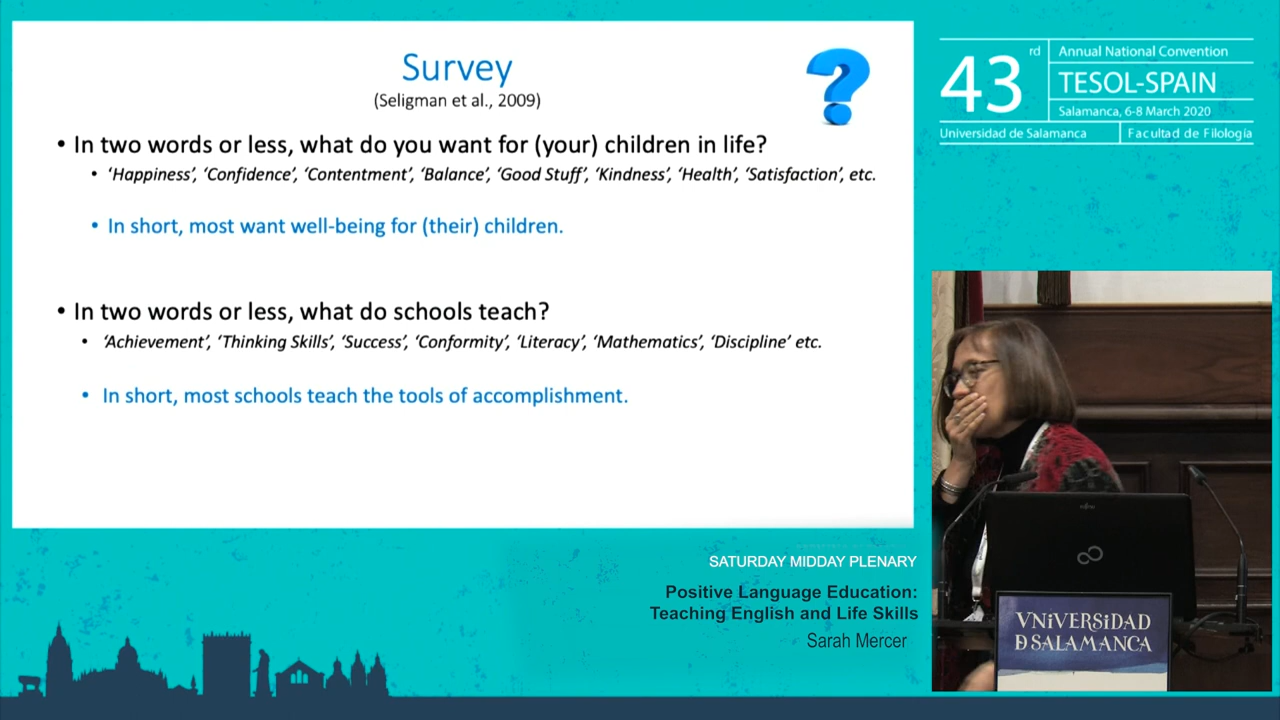 Survey
(Seligman et al., 2009)
• In two words or less, what do you want for (your) children in life?
• ‘Happiness’, ‘Confidence’, ‘Contentment’, ‘Balance’, ‘Good Stuff’, ‘Kindness’, ‘Health’, ‘Satisfaction’, etc.
• In short, most want well-being for (their) children.
• In two words or less, what do schools teach?
• ‘Achievement’, ‘Thinking Skills’, ‘Success’, ‘Conformity’, ‘Literacy’, ‘Mathematics’, ‘Discipline’ etc.
• In short, most schools teach the tools of accomplishment.
43rd
Annual National Convention
TESOL-SPAIN
Salamanca, 6-8 March 2020
Universidad de Salamanca
Facultad de Filología
SATURDAY MIDDAY PLENARY
Positive Language Education:
Teaching English and Life Skills
Sarah Mercer
VNiVERSiDAD
Ð SALAMANCA